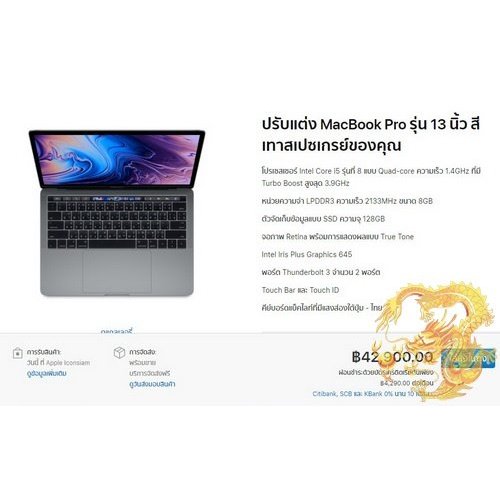 ปรับแต่ง MacBook Pro รุ่น 13 นิ้ว สี
เทาสเปซเกรย์ของคุณ
โปรเซสเซอร์ Intel Core i5 รุ่นที่ 8 แบบ Quad-core ความเร็ว 1.4GHz ที่มี
Turbo Boost สูงสุด 3.9GHz
หน่วยความจำ LPDDR3 ความเร็ว 2133MHz ขนาด 8GB
ตัวจัดเก็บข้อมูลแบบ SSD ความจุ 128GB
จอภาพ Retina พร้อมการแสดงผลแบบ True Tone
Intel Iris Plus Graphics 645
พอร์ต Thunderbolt 3 จำนวน 2 พอร์ต
Touch Bar และ Touch ID
คีย์บอร์ดแบ็คไลท์ที่มีแสงส่องใต้ปุ่ม - ไทย
การรับสินค้า:
วันนี้ ที่ Apple Iconsiam
ดูข้อมูลเพิ่มเติม
การจัดส่ง:
พร้อมขาย
บริการจัดส่งฟรี
ดูวันส่งมอบสินค้า
฿42,900.00
ผ่อนชำระด้วยบัตรเครดิตเริ่มเพียง
฿4,290.00 ต่อเดือน
Citibank, SCB และ KBank 0% นาน 10 เดือน